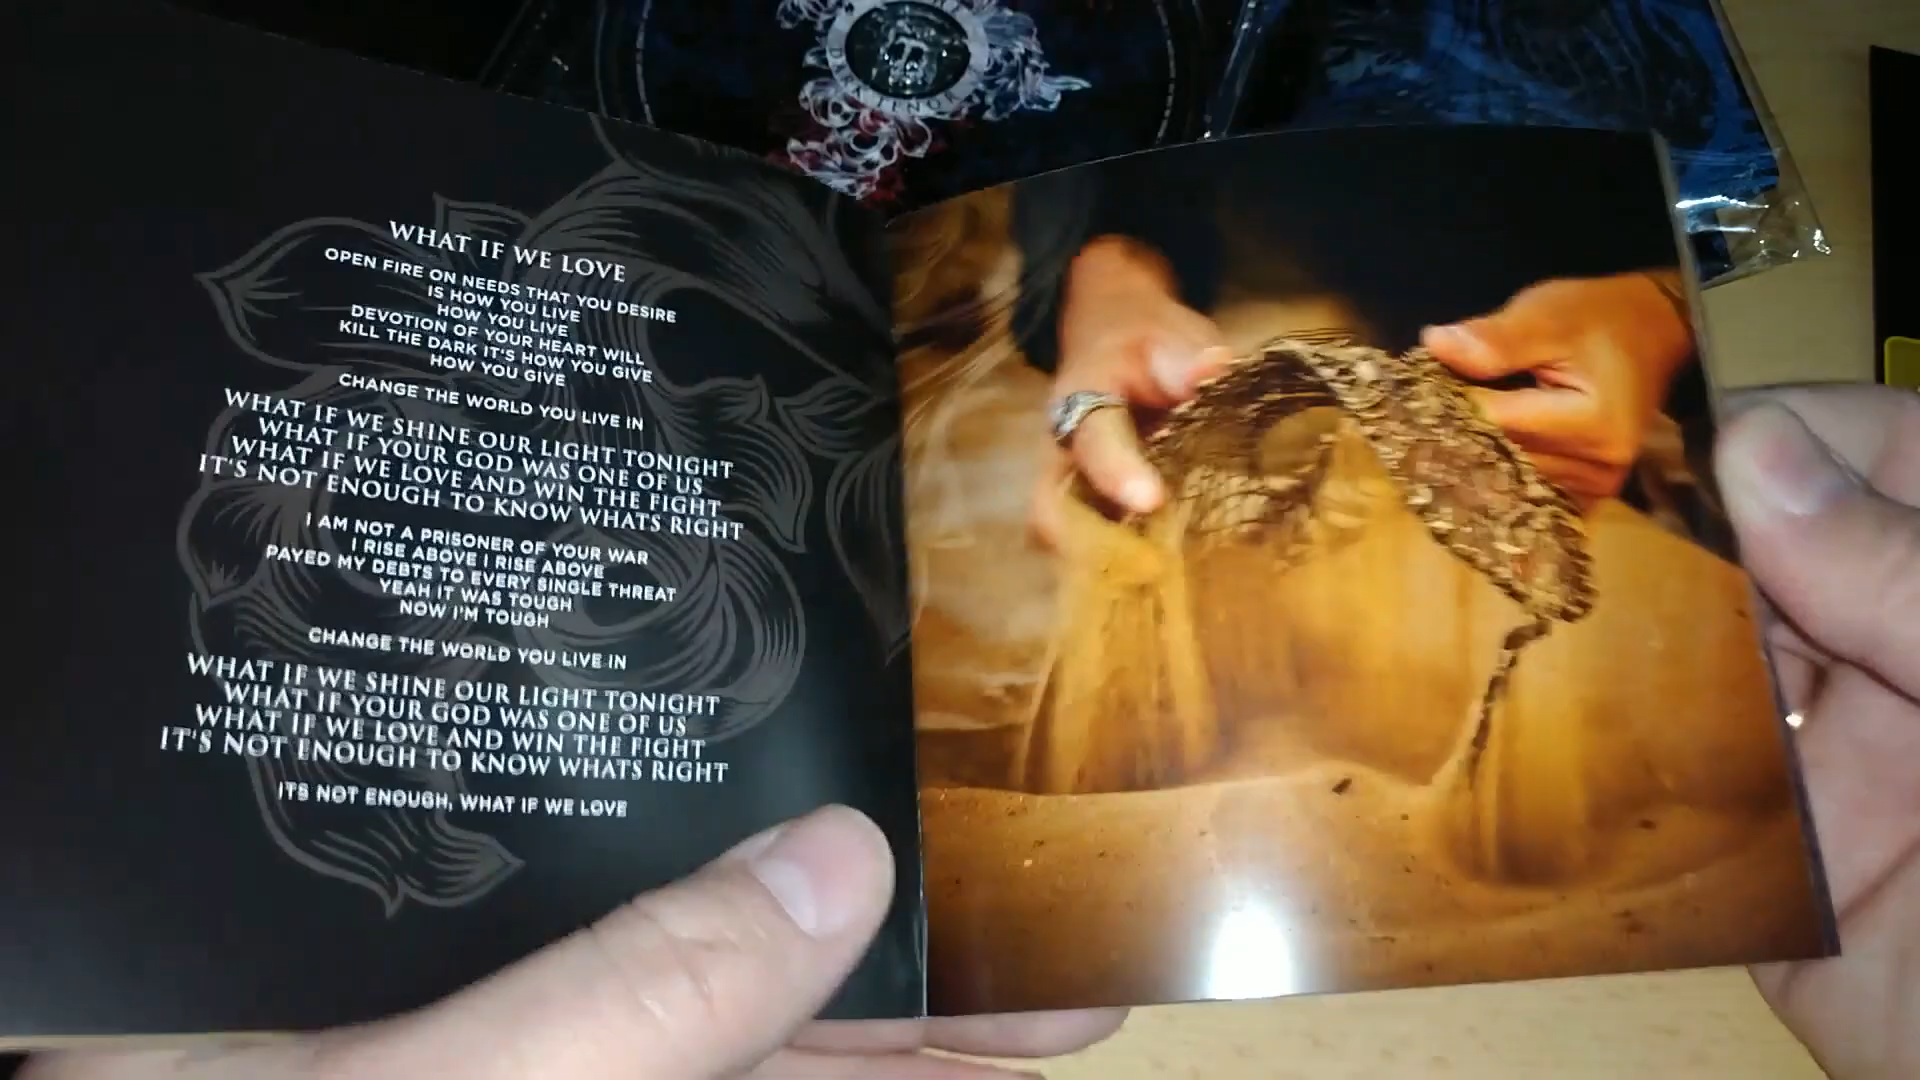 DARK TENOR
WHAT IF WE LOVE
OPEN FIRE ON NEEDS THAT YOU DESIRE
IS HOW YOU LIVE
HOW YOU LIVE
DEVOTION OF YOUR HEART WILL
KILL THE DARK IT'S HOW YOU GIVE
HOW YOU GIVE
CHANGE THE WORLD YOU LIVE IN
WHAT IF WE SHINE OUR LIGHT TONIGHT
WHAT IF YOUR GOD WAS ONE OF US
WHAT IF WE LOVE AND WIN THE FIGHT
IT'S NOT ENOUGH TO KNOW WHATS RIGHT
I AM NOT A PRISONER OF YOUR WAR
I RISE ABOVE I RISE ABOVE
PAYED MY DEBTS TO EVERY SINGLE THREAT
YEAH IT WAS TOUGH
NOW I'M TOUGH
CHANGE THE WORLD YOU LIVE IN
WHAT IF WE SHINE OUR LIGHT TONIGHT
WHAT IF YOUR GOD WAS ONE OF US
WHAT IF WE LOVE AND WIN THE FIGHT
IT'S NOT ENOUGH TO KNOW WHATS RIGHT
ITS NOT ENOUGH, WHAT IF WE LOVE